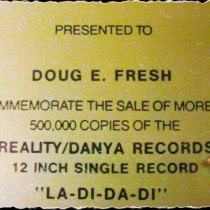 PRESENTED TO
DOUG E. FRESH
MMEMORATE THE SALE OF MORE
500,000 COPIES OF THE
REALITY/DANYA RECORDS
12 INCH SINGLE RECORD
"LA-DI-DA-DI"